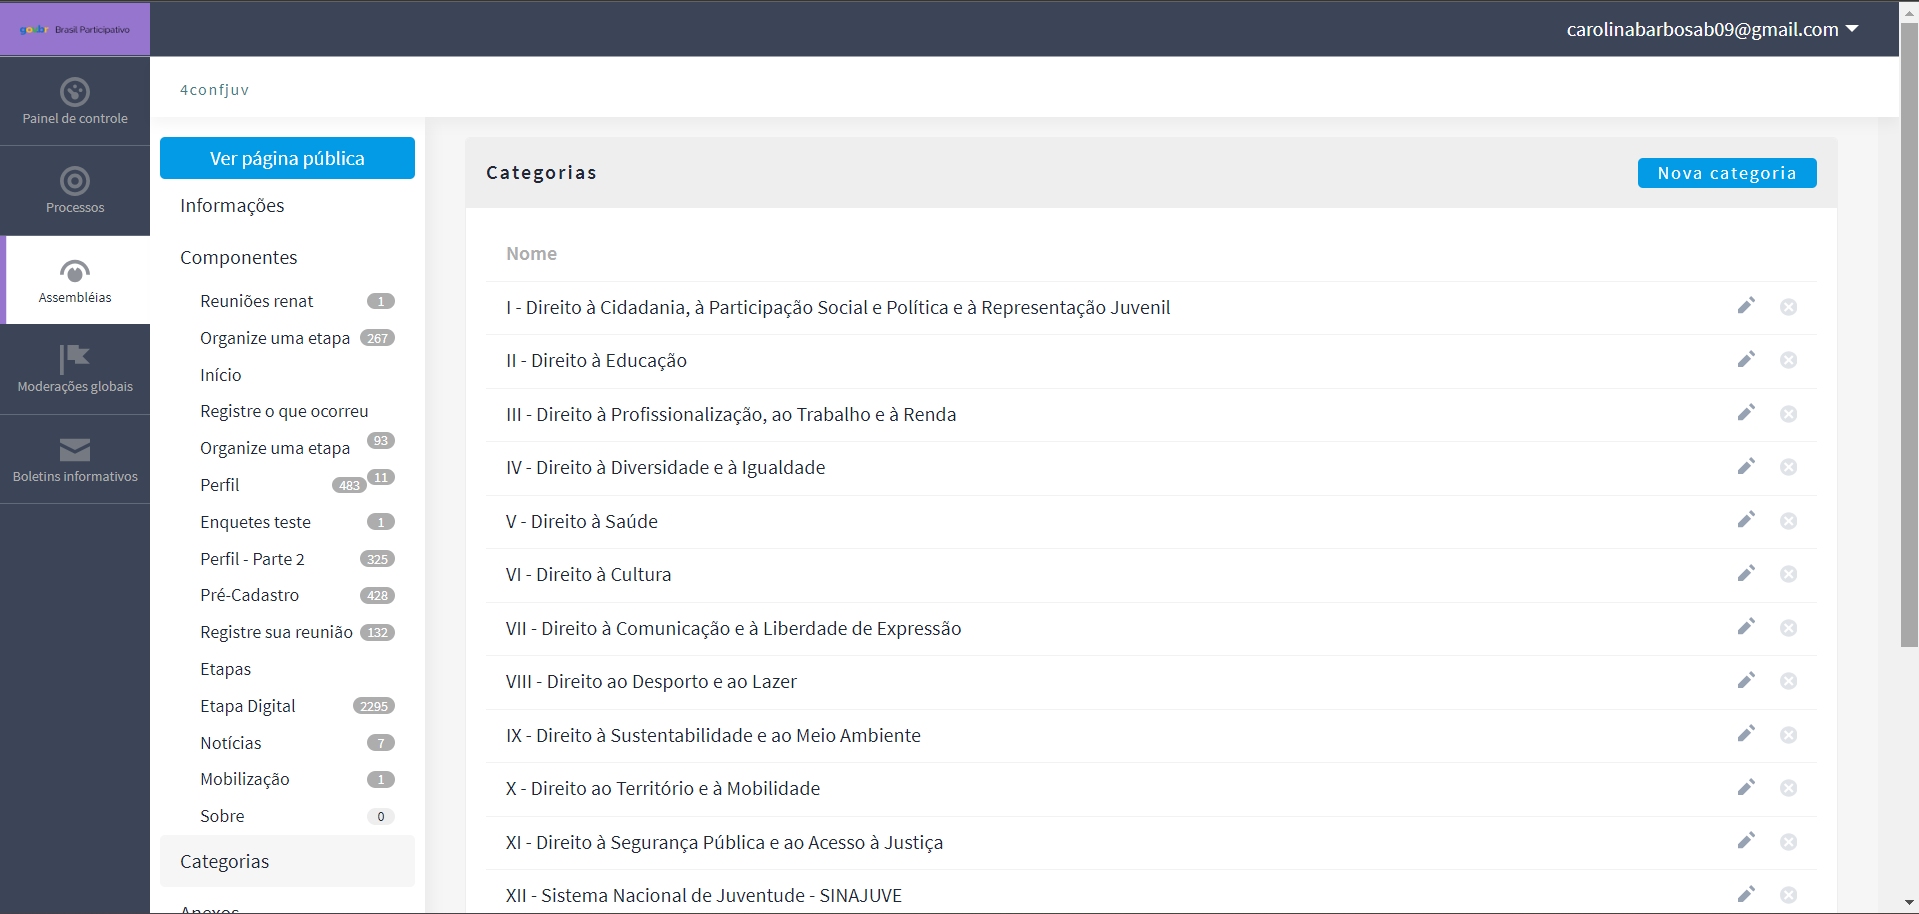 gov.br Brasil Participativo
carolinabarbosab09@gmail.com
Painel de controle
Processos
Assembléias
Moderações globais
Boletins informativos
4confjuv
Ver página pública
Informações
Componentes
Reuniões renat 1
Organize uma etapa 267
Início
Registre o que ocorreu
93
Organize uma etapa
11
Perfil 483
Enquetes teste 1
Perfil - Parte 2 325
Pré-Cadastro 428
Registre sua reunião 132
Etapas
Etapa Digital 2295
Notícias 7
Mobilização 1
Sobre 0
Categorias
Anexos
Categorias
Nova categoria
Nome
I - Direito à Cidadania, à Participação Social e Política e à Representação Juvenil
II - Direito à Educação
III - Direito à Profissionalização, ao Trabalho e à Renda
IV - Direito à Diversidade e à Igualdade
V - Direito à Saúde
VI - Direito à Cultura
VII - Direito à Comunicação e à Liberdade de Expressão
VIII - Direito ao Desporto e ao Lazer
IX - Direito à Sustentabilidade e ao Meio Ambiente
X - Direito ao Território e à Mobilidade
XI - Direito à Segurança Pública e ao Acesso à Justiça
XII - Sistema Nacional de Juventude - SINAJUVE